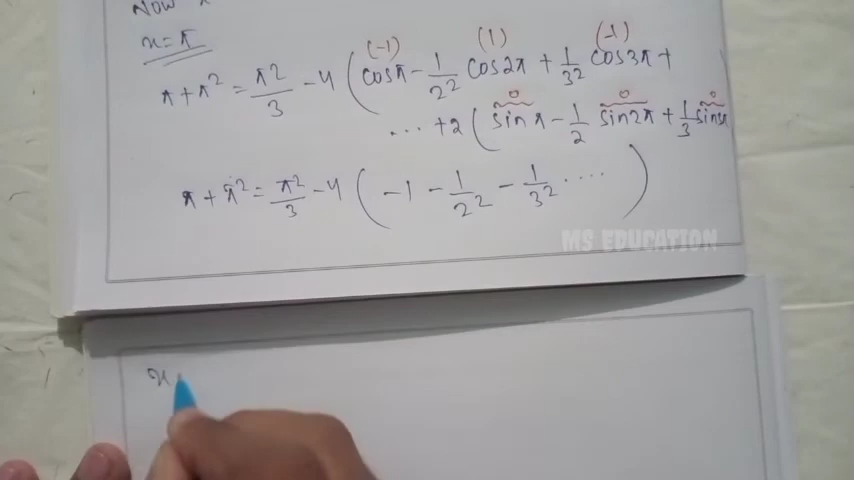 Now x
x = π
(-1) (1) (-1)
π + π² = π²/3 - 4 ( cosπ - 1/2² cos2π + 1/3² cos3π +
0 0 0
... + 2 ( sin π - 1/2 sin2π + 1/3 sin3π
π + π² = π²/3 - 4 ( -1 - 1/2² - 1/3² .... )
MS EDUCATION
x